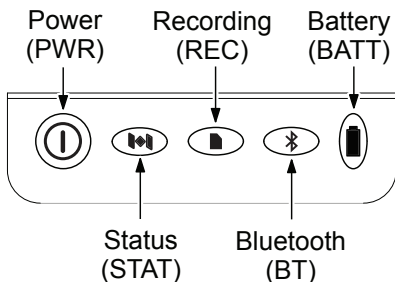 Power
(PWR)
Recording
(REC)
Battery
(BATT)
Status
(STAT)
Bluetooth
(BT)